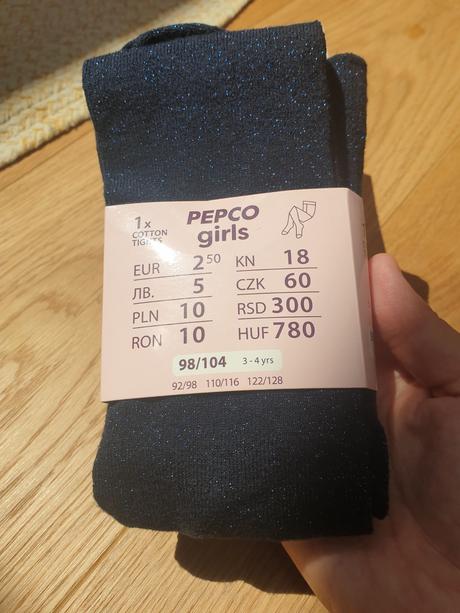 1 x
COTTON
TIGHTS
PEPCO
girls
EUR 2 50
ЛВ. 5
PLN 10
RON 10
KN 18
CZK 60
RSD 300
HUF 780
98/104 3 - 4 yrs
92/98 110/116 122/128